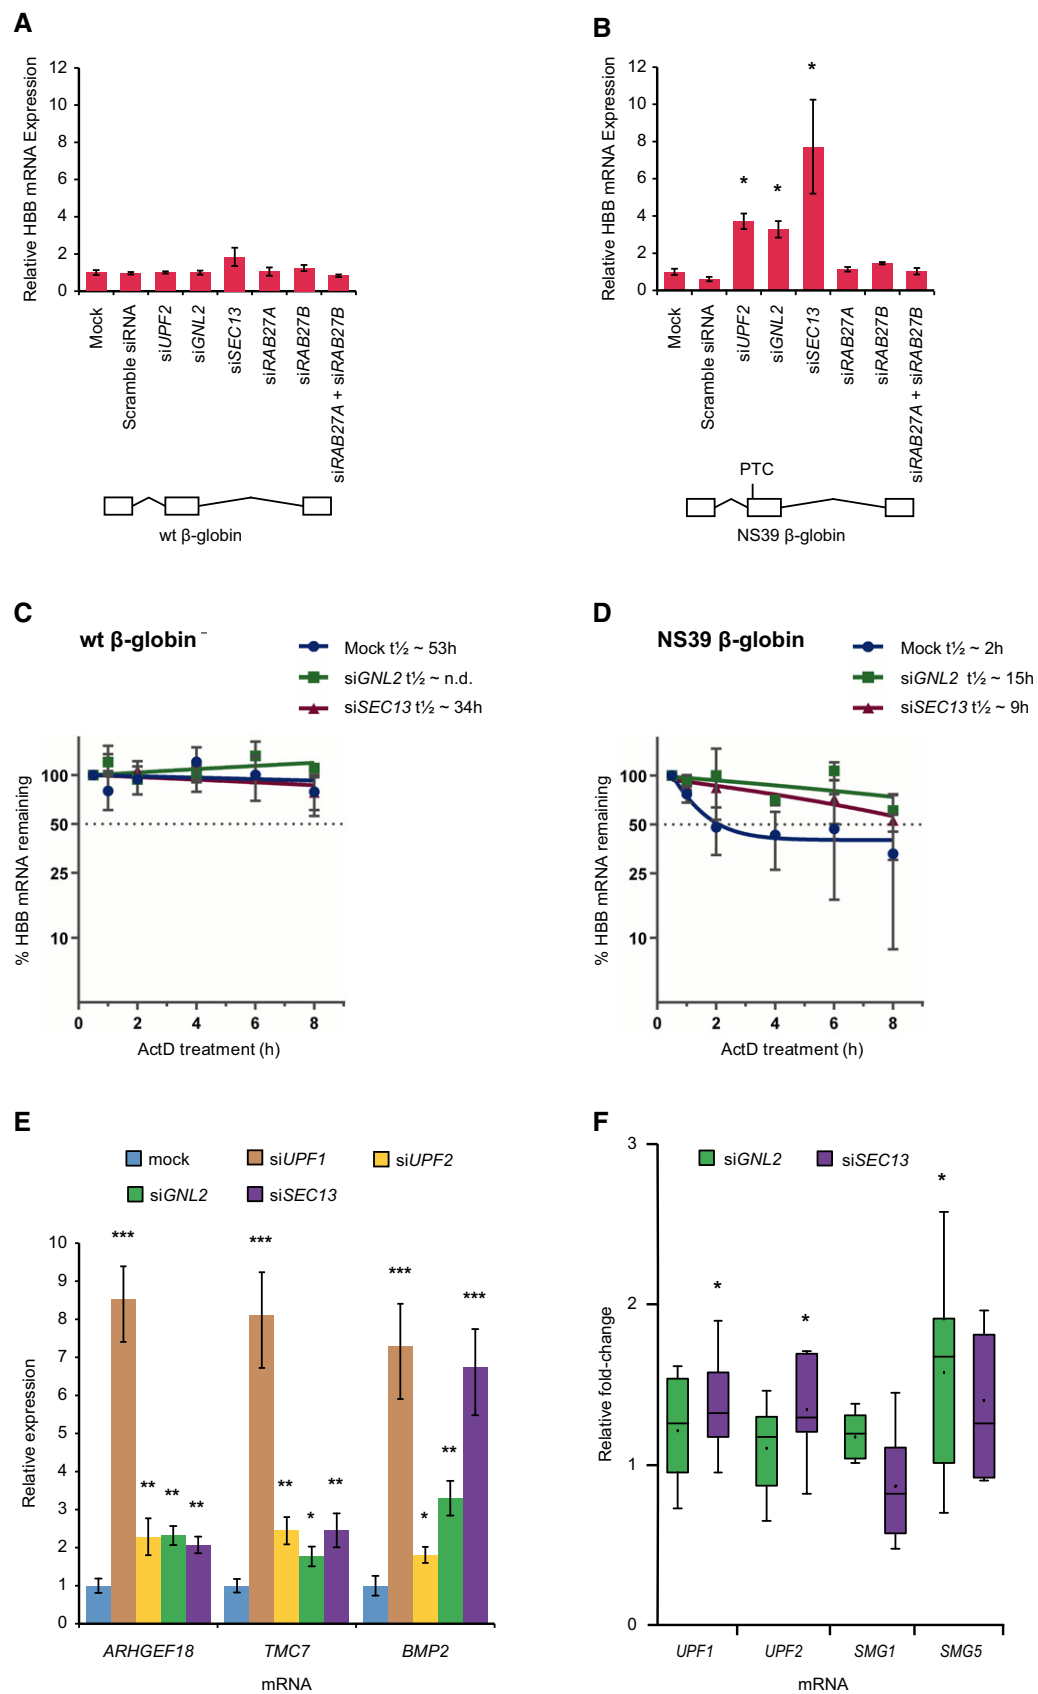 A
Relative HBB mRNA Expression
12
10
8
6
4
2
0
Mock
Scramble siRNA
siUPF2
siGNL2
siSEC13
siRAB27A
siRAB27B
siRAB27A + siRAB27B
wt β-globin
B
Relative HBB mRNA Expression
12
10
8
6
4
2
0
*
*
*
Mock
Scramble siRNA
siUPF2
siGNL2
siSEC13
siRAB27A
siRAB27B
siRAB27A + siRAB27B
PTC
NS39 β-globin
C
wt β-globin
Mock t½ ~ 53h
siGNL2 t½ ~ n.d.
siSEC13 t½ ~ 34h
% HBB mRNA remaining
100
50
25
10
0 2 4 6 8
ActD treatment (h)
D
NS39 β-globin
Mock t½ ~ 2h
siGNL2 t½ ~ 15h
siSEC13 t½ ~ 9h
% HBB mRNA remaining
100
50
25
10
0 2 4 6 8
ActD treatment (h)
E
mock siUPF1 siUPF2
siGNL2 siSEC13
Relative expression
10
9
8
7
6
5
4
3
2
1
0
*** ** ** **
*** ** * **
*** * ** ***
ARHGEF18 TMC7 BMP2
mRNA
F
siGNL2 siSEC13
Relative fold-change
3
2
1
0
* * *
UPF1 UPF2 SMG1 SMG5
mRNA